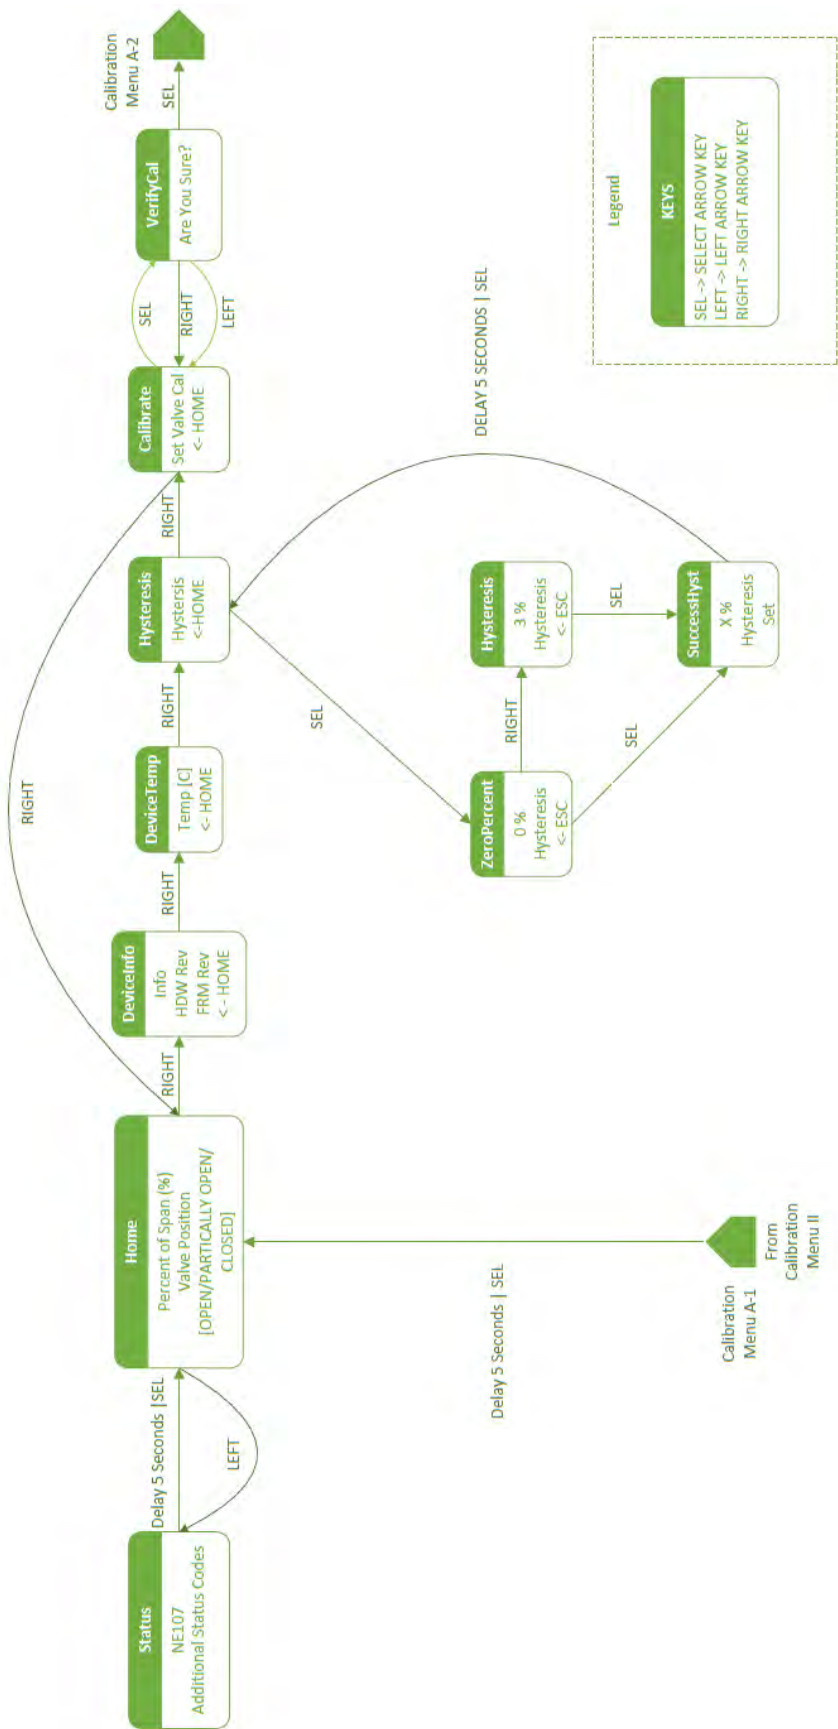 Status
NE107
Additional Status Codes
Delay 5 Seconds |SEL
LEFT
Home
Percent of Span (%)
Valve Position
[OPEN/PARTICALLY OPEN/
CLOSED]
RIGHT
DeviceInfo
Info
HDW Rev
FRM Rev
< - HOME
RIGHT
DeviceTemp
Temp [C]
<- HOME
RIGHT
Hysteresis
Hystersis
<-HOME
RIGHT
Calibrate
Set Valve Cal
<- HOME
RIGHT
SEL
RIGHT
LEFT
VerifyCal
Are You Sure?
SEL
Calibration
Menu A-2
SEL
ZeroPercent
0 %
Hysteresis
<- ESC
RIGHT
Hysteresis
3 %
Hysteresis
<- ESC
SEL
SEL
SuccessHyst
X %
Hysteresis
Set
DELAY 5 SECONDS | SEL
Delay 5 Seconds | SEL
Calibration
Menu A-1
From
Calibration
Menu II
Legend
KEYS
SEL -> SELECT ARROW KEY
LEFT -> LEFT ARROW KEY
RIGHT -> RIGHT ARROW KEY